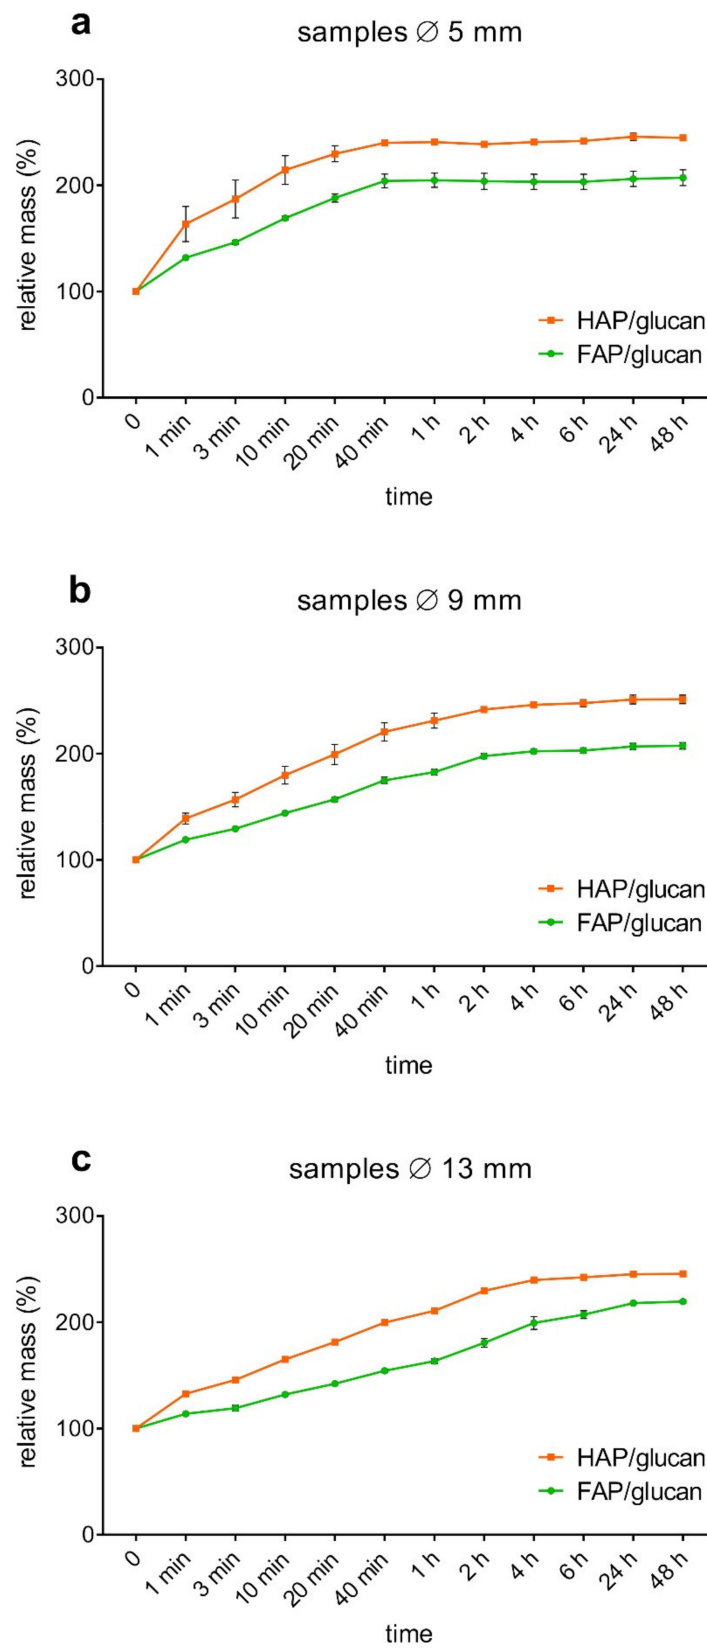 a
samples ∅ 5 mm
300
200
100
0
relative mass (%)
HAP/glucan
FAP/glucan
0 1 min 3 min 10 min 20 min 40 min 1 h 2 h 4 h 6 h 24 h 48 h
time
b
samples ∅ 9 mm
300
200
100
0
relative mass (%)
HAP/glucan
FAP/glucan
0 1 min 3 min 10 min 20 min 40 min 1 h 2 h 4 h 6 h 24 h 48 h
time
c
samples ∅ 13 mm
300
200
100
0
relative mass (%)
HAP/glucan
FAP/glucan
0 1 min 3 min 10 min 20 min 40 min 1 h 2 h 4 h 6 h 24 h 48 h
time